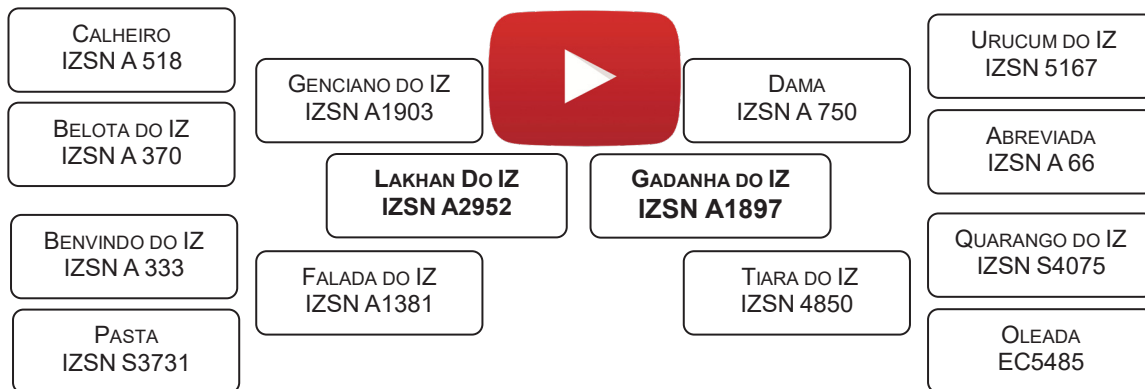 CALHEIRO
IZSN A 518
BELOTA DO IZ
IZSN A 370
BENVINDO DO IZ
IZSN A 333
PASTA
IZSN S3731
GENCIANO DO IZ
IZSN A1903
FALADA DO IZ
IZSN A1381
LAKHAN DO IZ
IZSN A2952
GADANHA DO IZ
IZSN A1897
DAMA
IZSN A 750
TIARA DO IZ
IZSN 4850
URUCUM DO IZ
IZSN 5167
ABREVIADA
IZSN A 66
QUARANGO DO IZ
IZSN S4075
OLEADA
EC5485